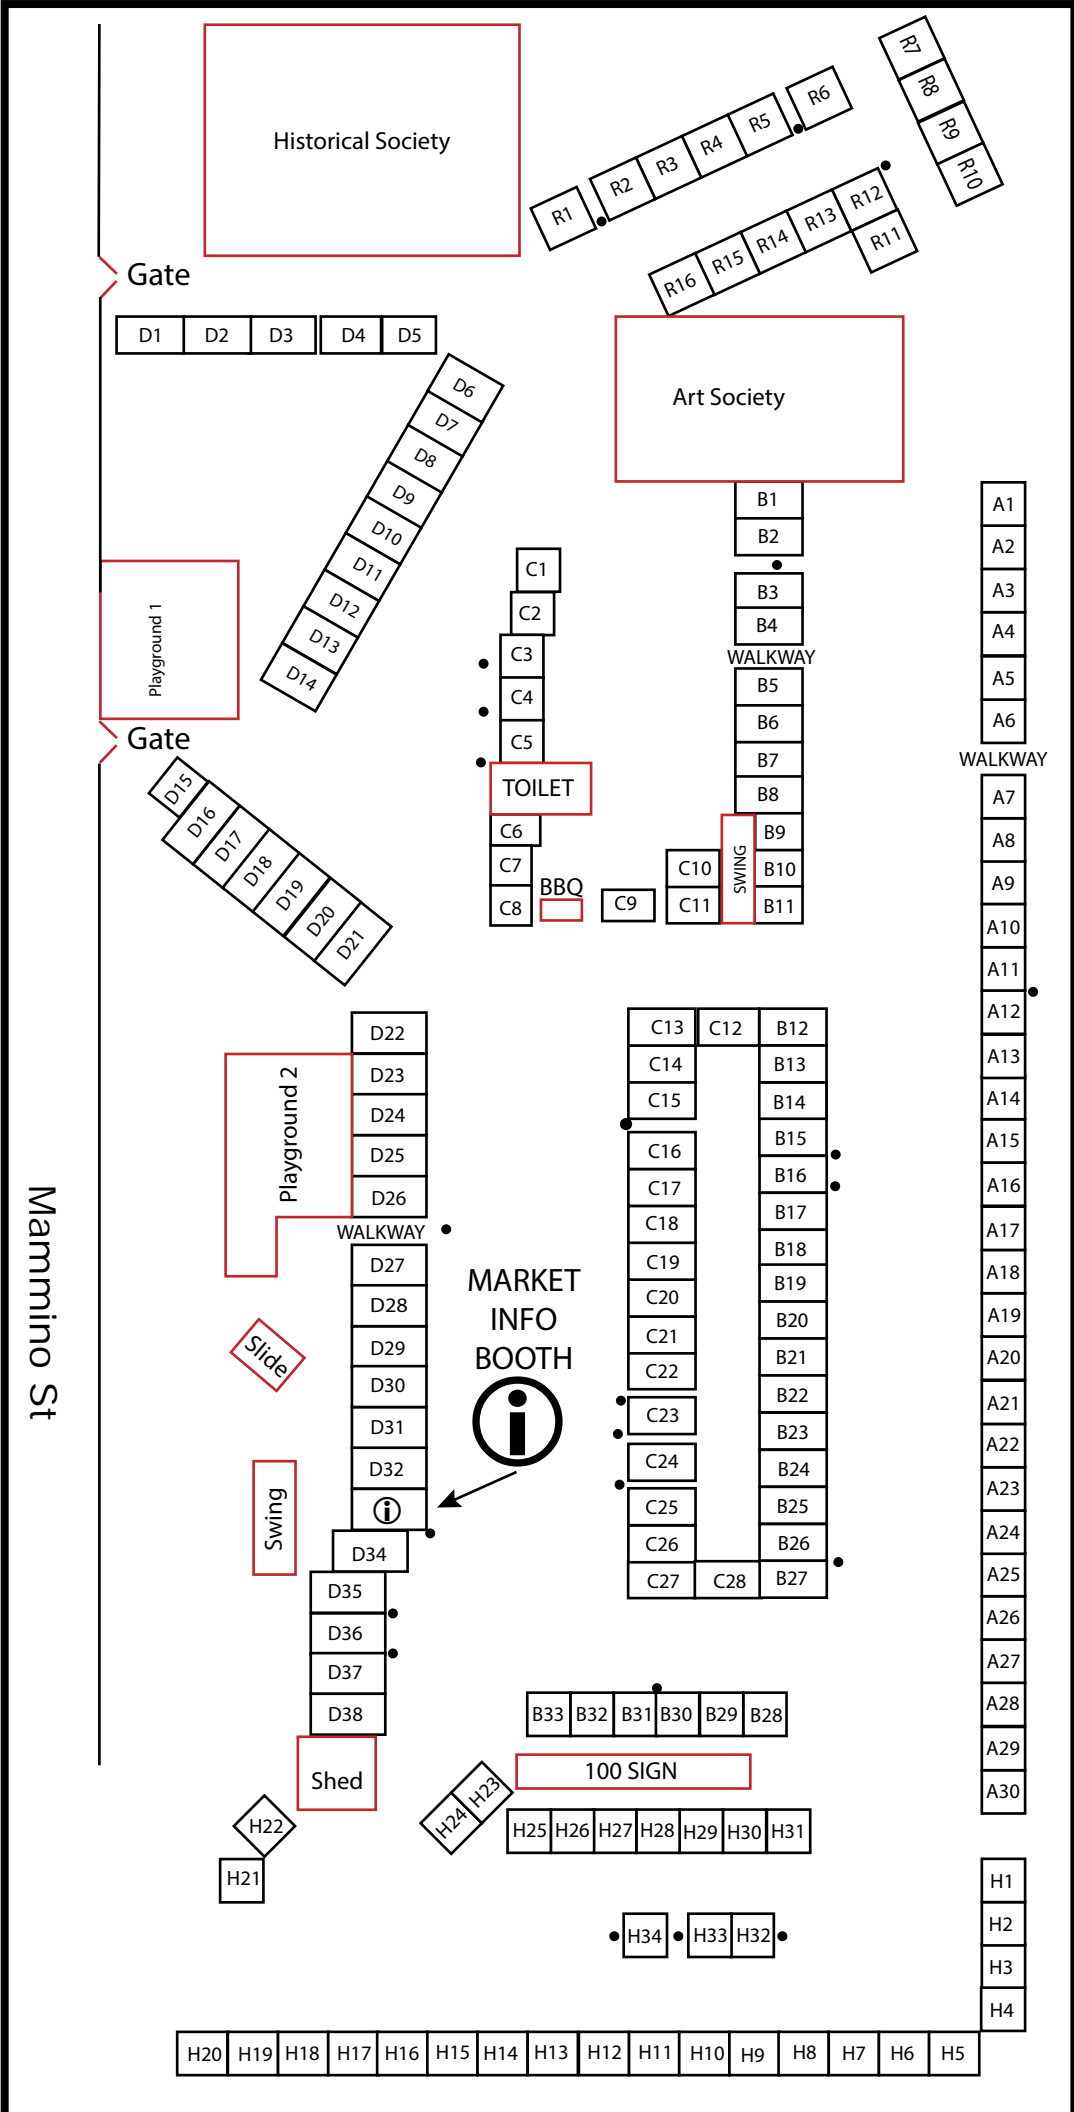 Historical Society
R1
R2
R3
R4
R5
R6
R7
R8
R9
R10
R11
R12
R13
R14
R15
R16
Gate
D1
D2
D3
D4
D5
D6
D7
D8
D9
D10
D11
D12
D13
D14
Art Society
Playground 1
Gate
D15
D16
D17
D18
D19
D20
D21
C1
C2
C3
C4
C5
TOILET
C6
C7
C8
BBQ
C9
C10
C11
SWING
B1
B2
B3
B4
WALKWAY
B5
B6
B7
B8
B9
B10
B11
A1
A2
A3
A4
A5
A6
WALKWAY
A7
A8
A9
A10
A11
A12
A13
A14
A15
A16
A17
A18
A19
A20
A21
A22
A23
A24
A25
A26
A27
A28
A29
A30
Mammino St
D22
D23
D24
D25
D26
Playground 2
WALKWAY
D27
D28
D29
D30
D31
D32
i
D34
D35
D36
D37
D38
Slide
Swing
MARKET
INFO
BOOTH
i
C13
C12
B12
C14
B13
C15
B14
B15
C16
B16
C17
B17
C18
B18
C19
B19
C20
B20
C21
B21
C22
B22
C23
B23
C24
B24
C25
B25
C26
B26
C27
C28
B27
B33
B32
B31
B30
B29
B28
100 SIGN
Shed
H22
H21
H24
H23
H25
H26
H27
H28
H29
H30
H31
H34
H33
H32
H1
H2
H3
H4
H20
H19
H18
H17
H16
H15
H14
H13
H12
H11
H10
H9
H8
H7
H6
H5